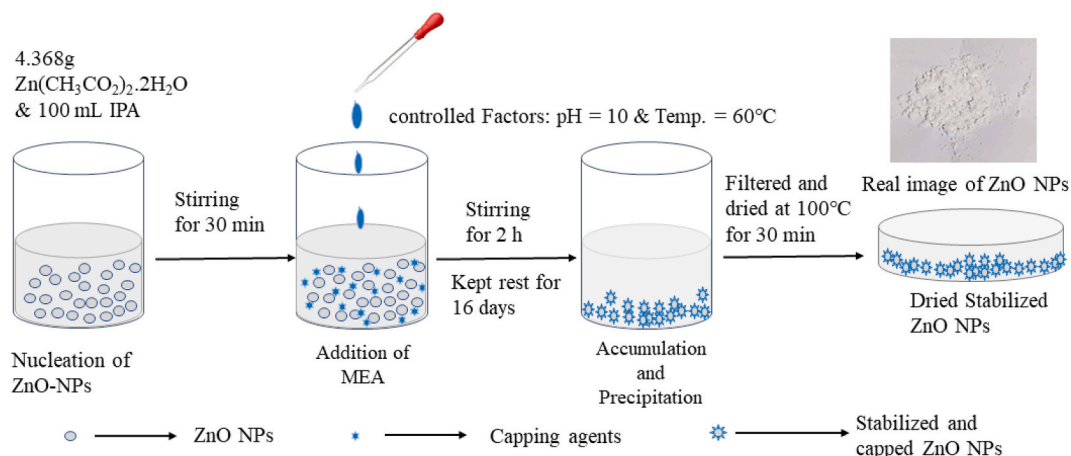 4.368g
Zn(CH₃CO₂)₂.2H₂O
& 100 mL IPA
controlled Factors: pH = 10 & Temp. = 60℃
Stirring
for 30 min
Stirring
for 2 h
Kept rest for
16 days
Filtered and
dried at 100℃
for 30 min
Real image of ZnO NPs
Dried Stabilized
ZnO NPs
Nucleation of
ZnO-NPs
Addition of
MEA
Accumulation
and
Precipitation
ZnO NPs
Capping agents
Stabilized and
capped ZnO NPs